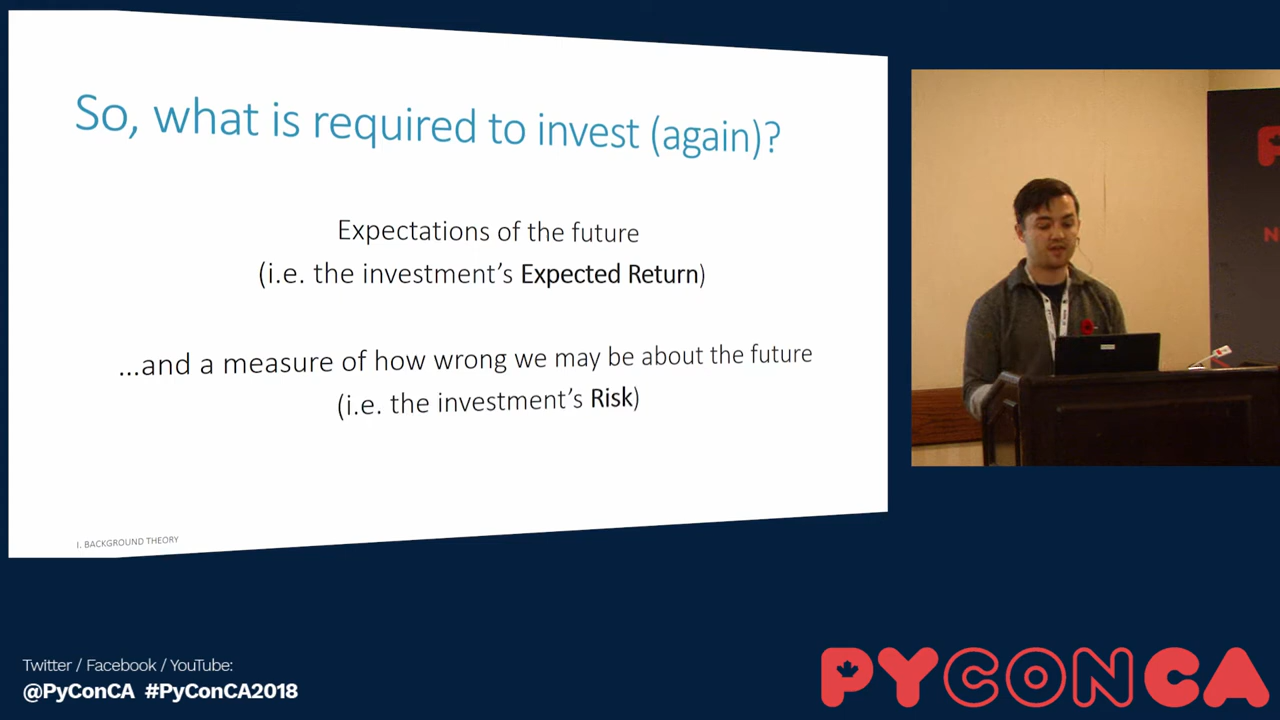 So, what is required to invest (again)?
Expectations of the future
(i.e. the investment's Expected Return)
...and a measure of how wrong we may be about the future
(i.e. the investment's Risk)
I. BACKGROUND THEORY
Twitter / Facebook / YouTube:
@PyConCA #PyConCA2018
PYCONCA